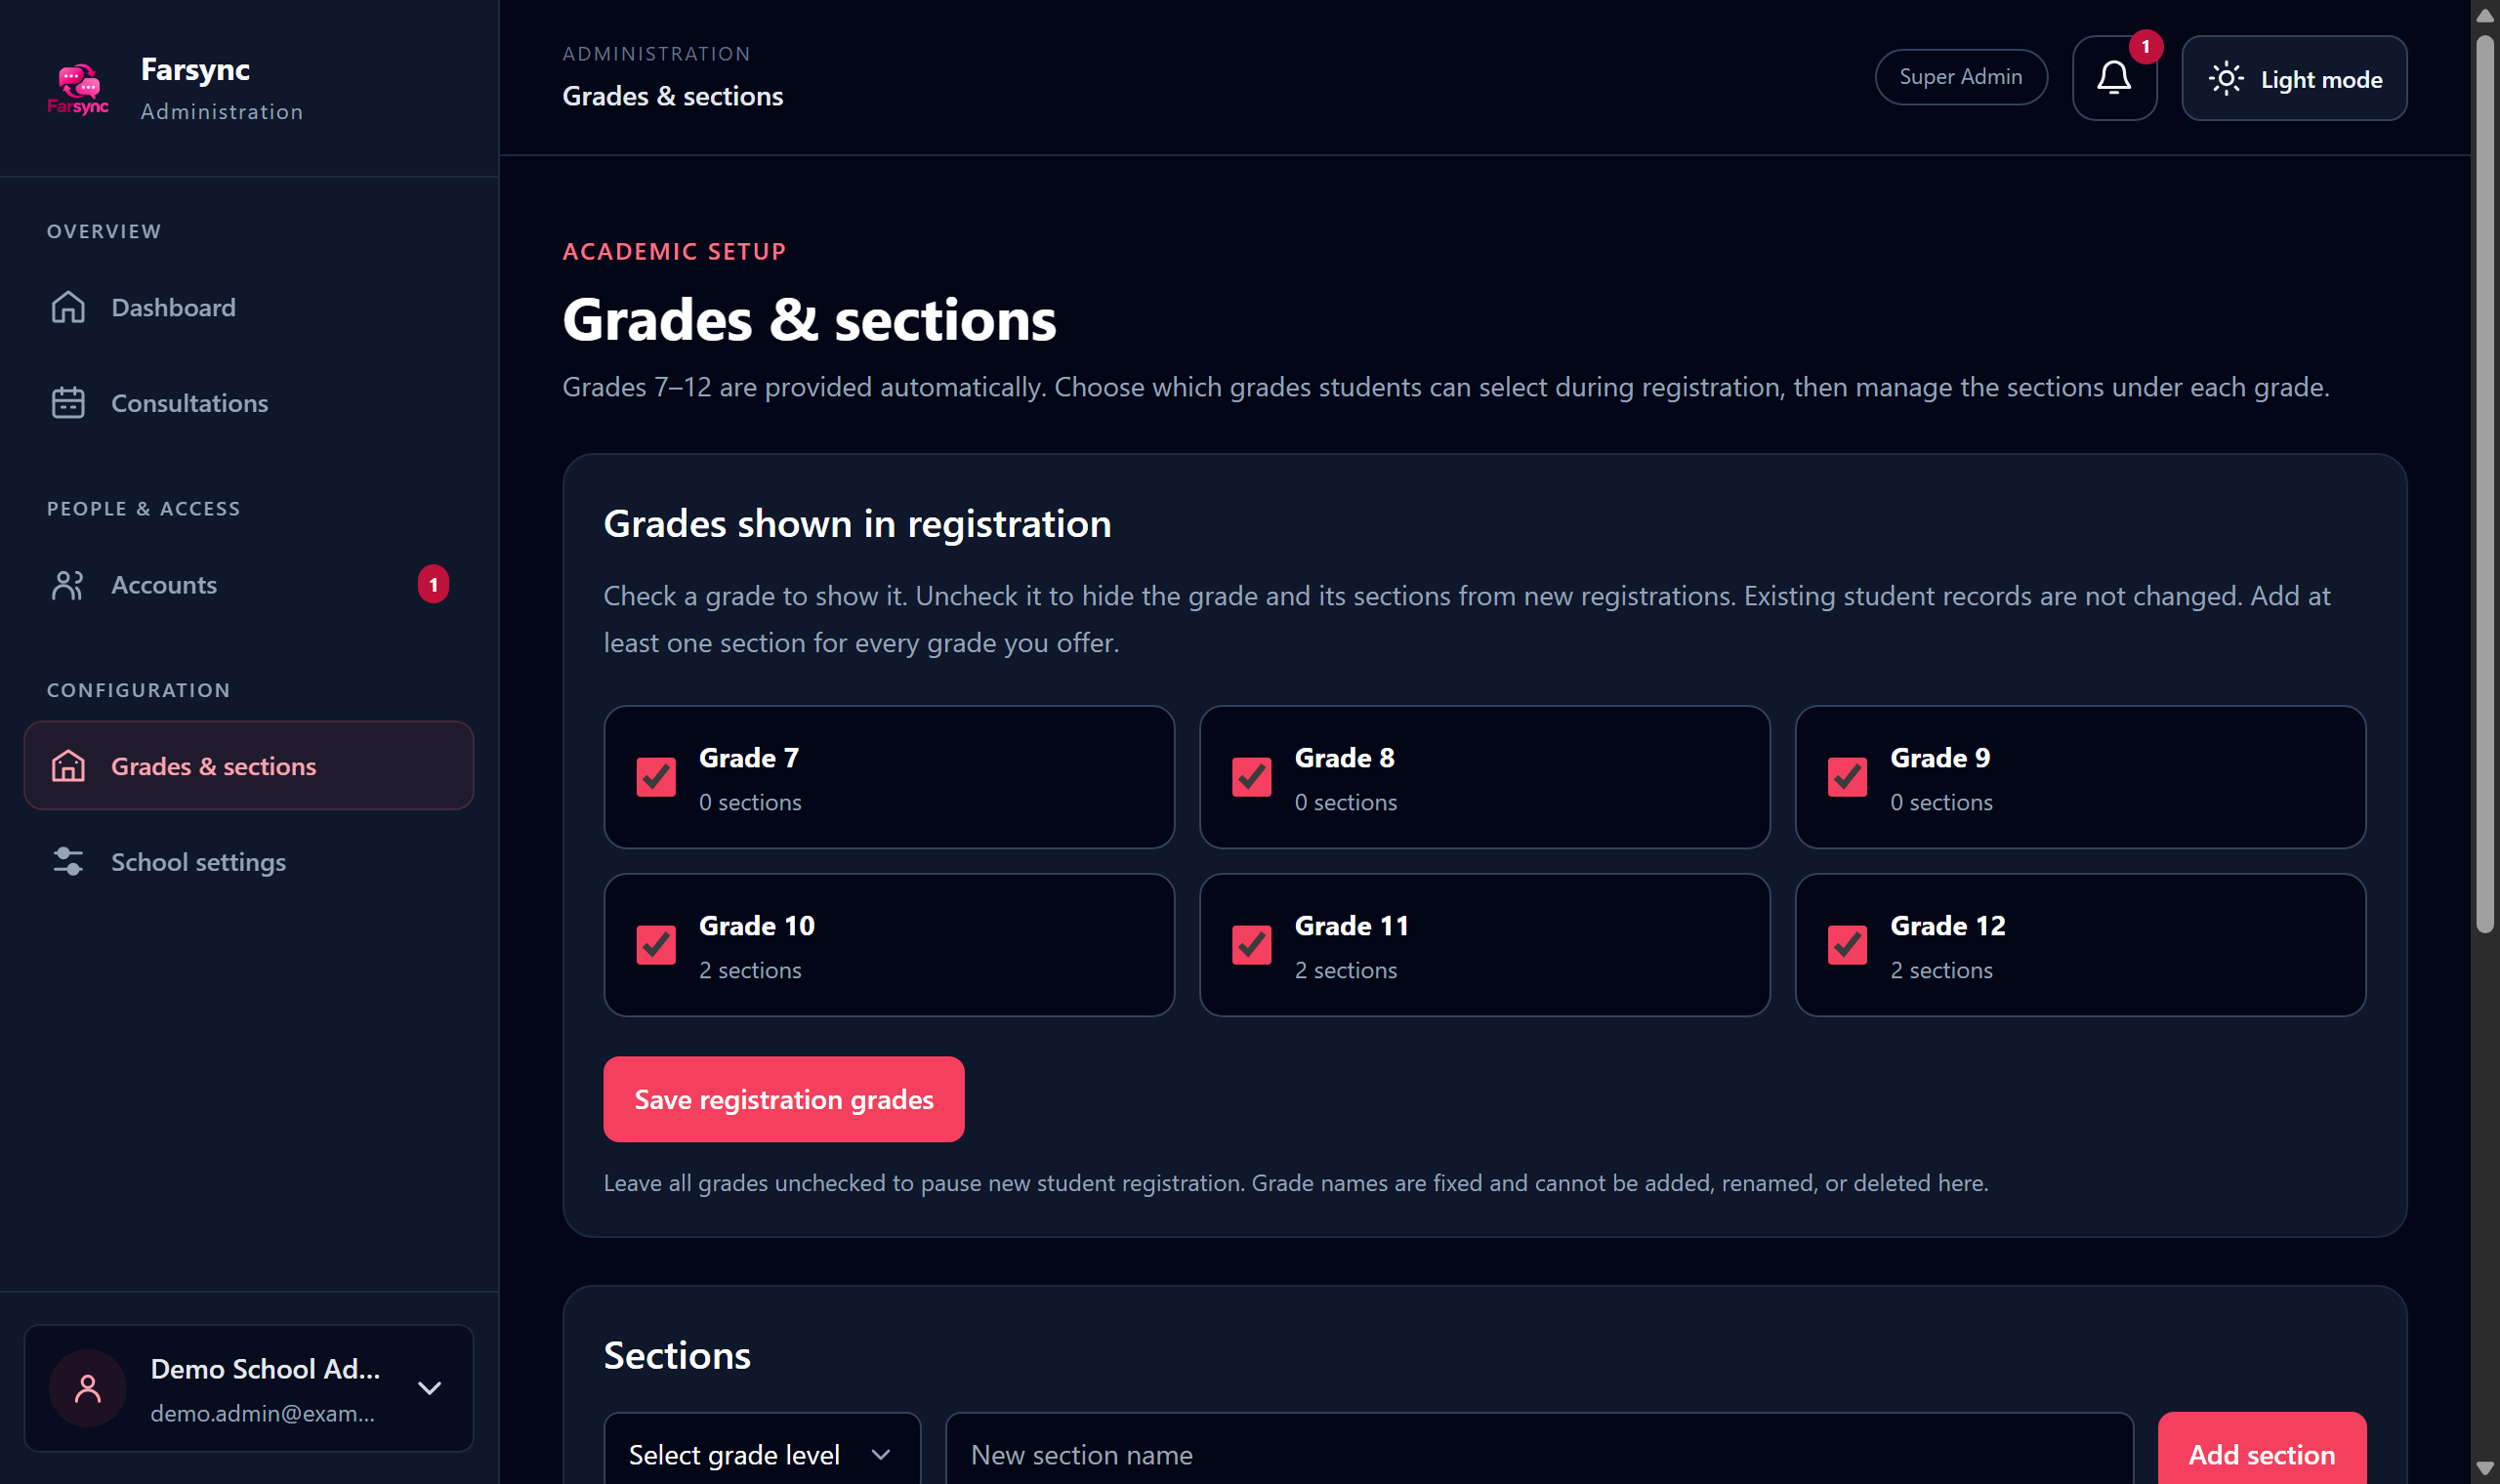 Farsync
Farsync
Administration
OVERVIEW
Dashboard
Consultations
PEOPLE & ACCESS
Accounts
1
CONFIGURATION
Grades & sections
School settings
Demo School Ad...
demo.admin@exam...
ADMINISTRATION
Grades & sections
Super Admin
1
Light mode
ACADEMIC SETUP
Grades & sections
Grades 7–12 are provided automatically. Choose which grades students can select during registration, then manage the sections under each grade.
Grades shown in registration
Check a grade to show it. Uncheck it to hide the grade and its sections from new registrations. Existing student records are not changed. Add at
least one section for every grade you offer.
Grade 7
0 sections
Grade 8
0 sections
Grade 9
0 sections
Grade 10
2 sections
Grade 11
2 sections
Grade 12
2 sections
Save registration grades
Leave all grades unchecked to pause new student registration. Grade names are fixed and cannot be added, renamed, or deleted here.
Sections
Select grade level
New section name
Add section